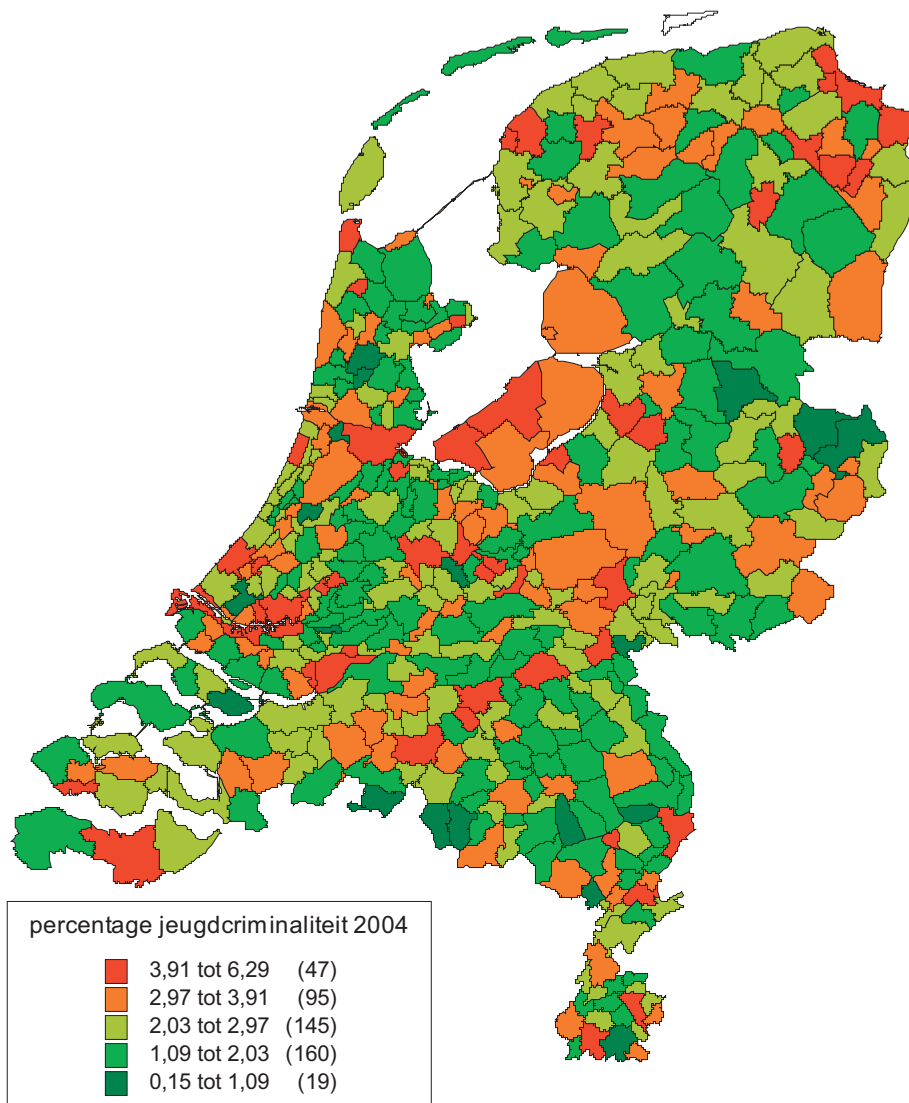 percentage jeugdcriminaliteit 2004
3,91 tot 6,29 (47)
2,97 tot 3,91 (95)
2,03 tot 2,97 (145)
1,09 tot 2,03 (160)
0,15 tot 1,09 (19)